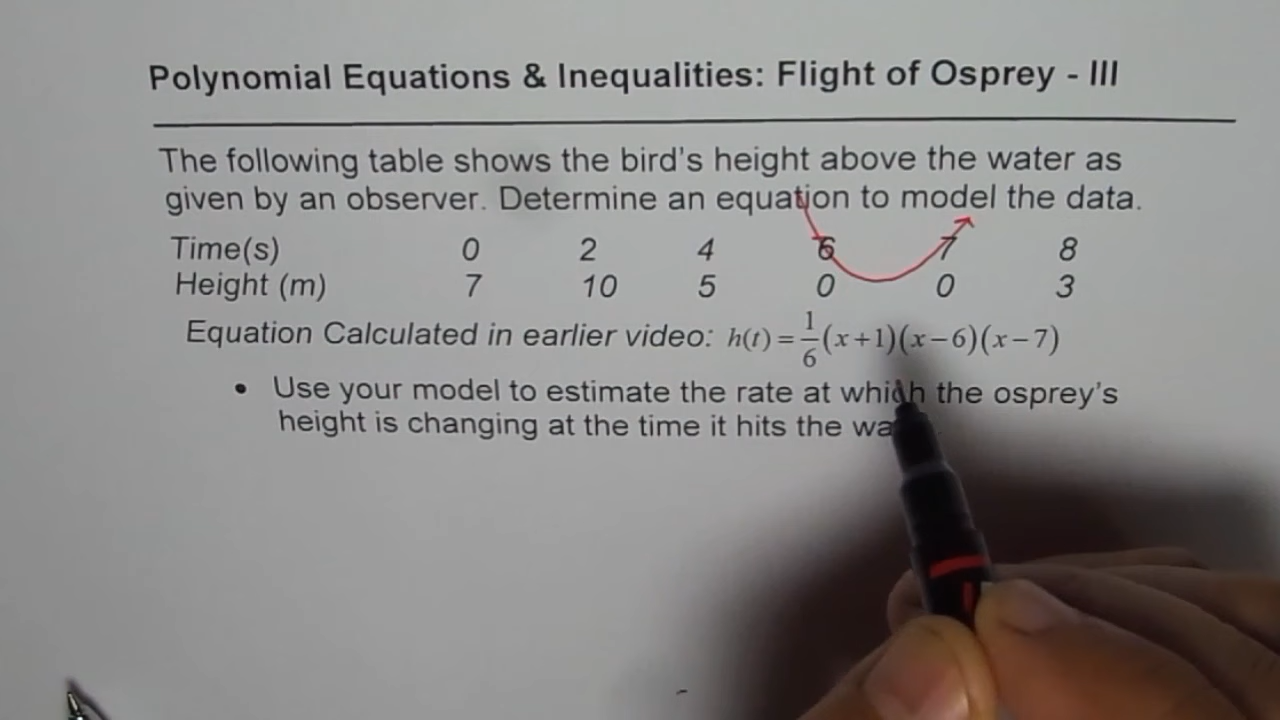 Polynomial Equations & Inequalities: Flight of Osprey - III
The following table shows the bird's height above the water as
given by an observer. Determine an equation to model the data.
Time(s) 0 2 4 6 7 8
Height (m) 7 10 5 0 0 3
Equation Calculated in earlier video: h(t) = 1/6 (x+1)(x−6)(x−7)
• Use your model to estimate the rate at which the osprey's
height is changing at the time it hits the